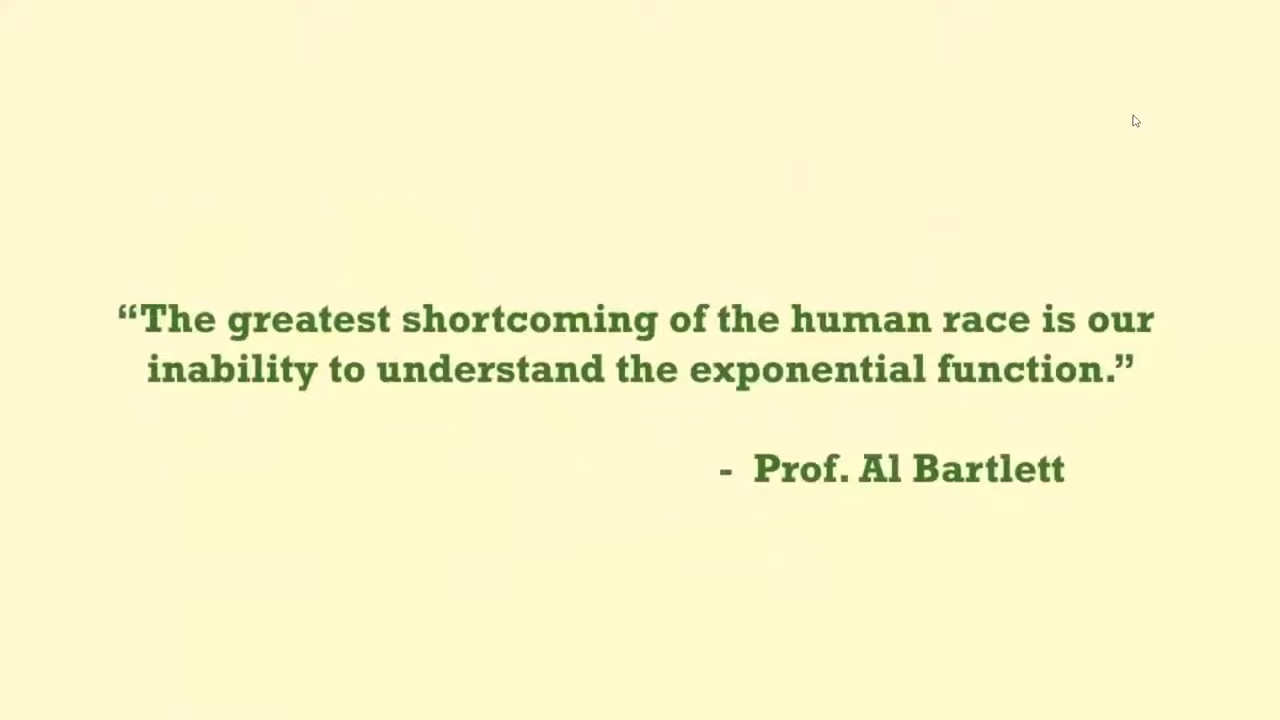 “The greatest shortcoming of the human race is our
inability to understand the exponential function.”
- Prof. Al Bartlett